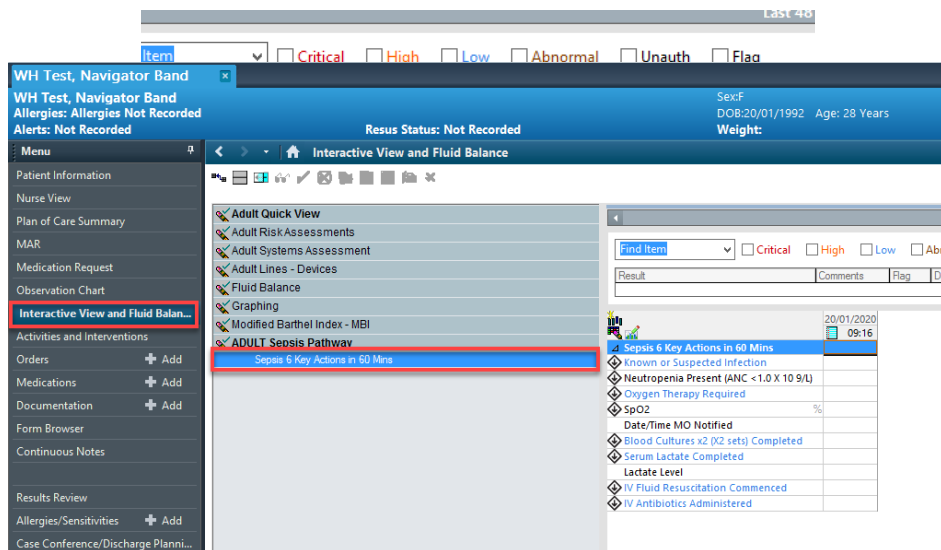 Last 48
Item Critical High Low Abnormal Unauth Flag
WH Test, Navigator Band
WH Test, Navigator Band
Allergies: Allergies Not Recorded
Alerts: Not Recorded
Resus Status: Not Recorded
Sex:F
DOB:20/01/1992 Age: 28 Years
Weight:
Menu
Interactive View and Fluid Balance
Patient Information
Nurse View
Plan of Care Summary
MAR
Medication Request
Observation Chart
Interactive View and Fluid Balan...
Activities and Interventions
Orders Add
Medications Add
Documentation Add
Form Browser
Continuous Notes
Results Review
Allergies/Sensitivities Add
Case Conference/Discharge Planni...
Adult Quick View
Adult Risk Assessments
Adult Systems Assessment
Adult Lines - Devices
Fluid Balance
Graphing
Modified Barthel Index - MBI
ADULT Sepsis Pathway
Sepsis 6 Key Actions in 60 Mins
Find Item Critical High Low Ab
Result Comments Flag D
20/01/2020
09:16
Sepsis 6 Key Actions in 60 Mins
Known or Suspected Infection
Neutropenia Present (ANC <1.0 X 10 9/L)
Oxygen Therapy Required
SpO2 %
Date/Time MO Notified
Blood Cultures x2 (X2 sets) Completed
Serum Lactate Completed
Lactate Level
IV Fluid Resuscitation Commenced
IV Antibiotics Administered